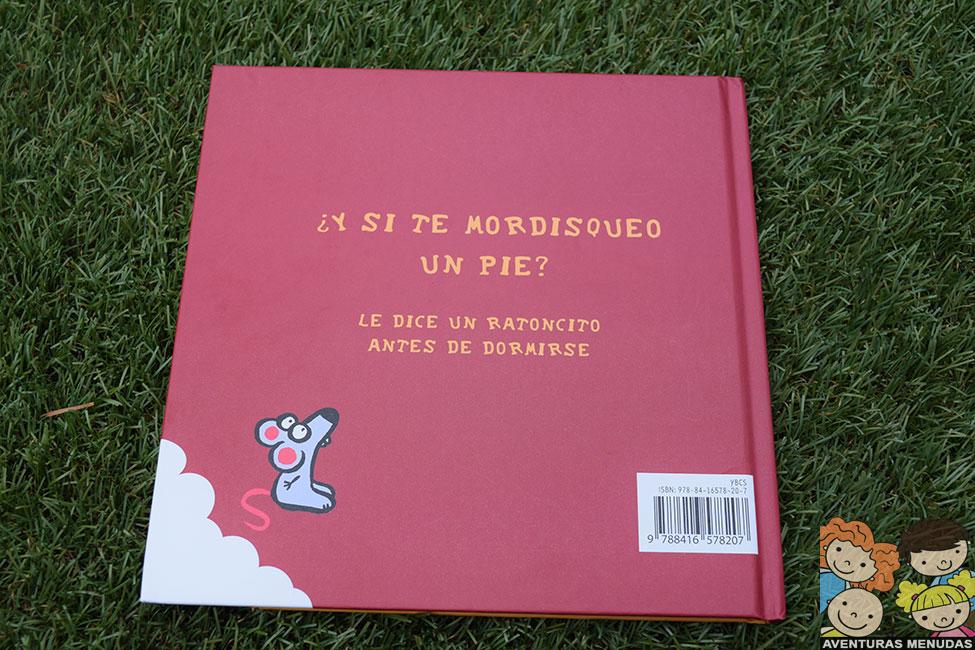 ¿Y SI TE MORDISQUEO
UN PIE?
LE DICE UN RATONCITO
ANTES DE DORMIRSE
YBCS
ISBN: 978-84-16578-20-7
9 788416 578207
AVENTURAS MENUDAS